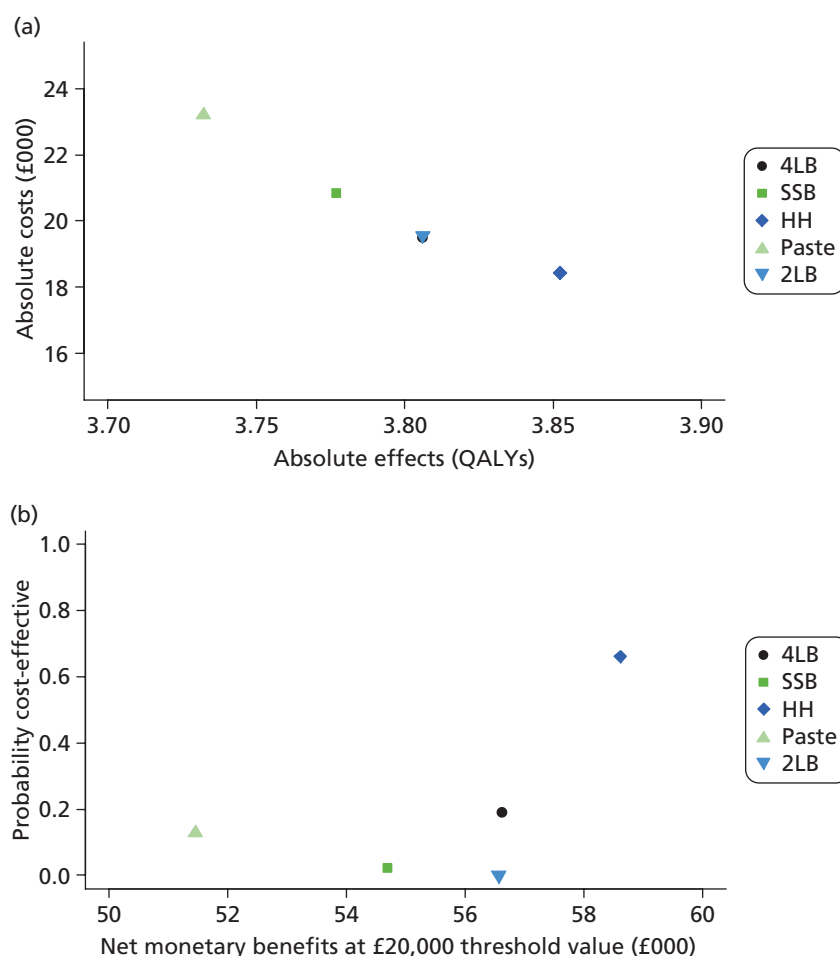 (a)
24
22
20
18
16
Absolute costs (£000)
3.70 3.75 3.80 3.85 3.90
Absolute effects (QALYs)
4LB
SSB
HH
Paste
2LB
(b)
1.0
0.8
0.6
0.4
0.2
0.0
Probability cost-effective
50 52 54 56 58 60
Net monetary benefits at £20,000 threshold value (£000)
4LB
SSB
HH
Paste
2LB